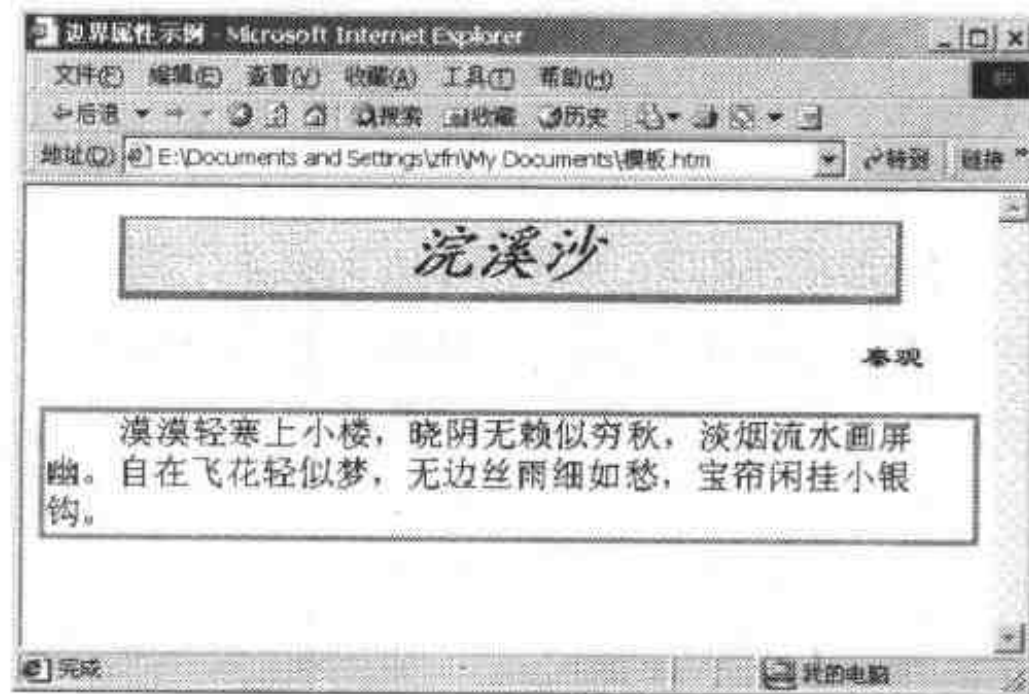 边界属性示例 - Microsoft Internet Explorer
文件(F) 编辑(E) 查看(V) 收藏(A) 工具(T) 帮助(H)
后退 搜索 收藏 历史
地址(D) E:\Documents and Settings\zfn\My Documents\模板.htm 转到 链接
浣溪沙
秦观
漠漠轻寒上小楼，晓阴无赖似穷秋，淡烟流水画屏
幽。自在飞花轻似梦，无边丝雨细如愁，宝帘闲挂小银
钩。
完成 我的电脑